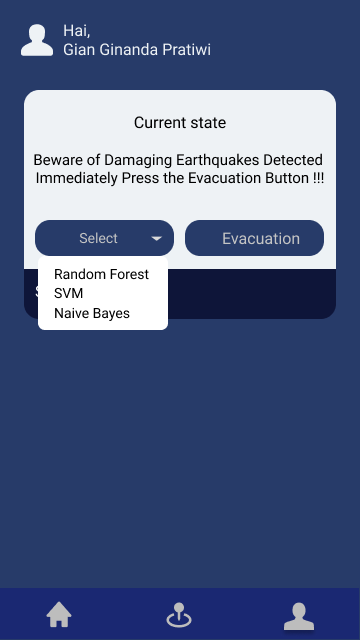 Hai,
Gian Ginanda Pratiwi
Current state
Beware of Damaging Earthquakes Detected
Immediately Press the Evacuation Button !!!
Select
Evacuation
Random Forest
SVM
Naive Bayes